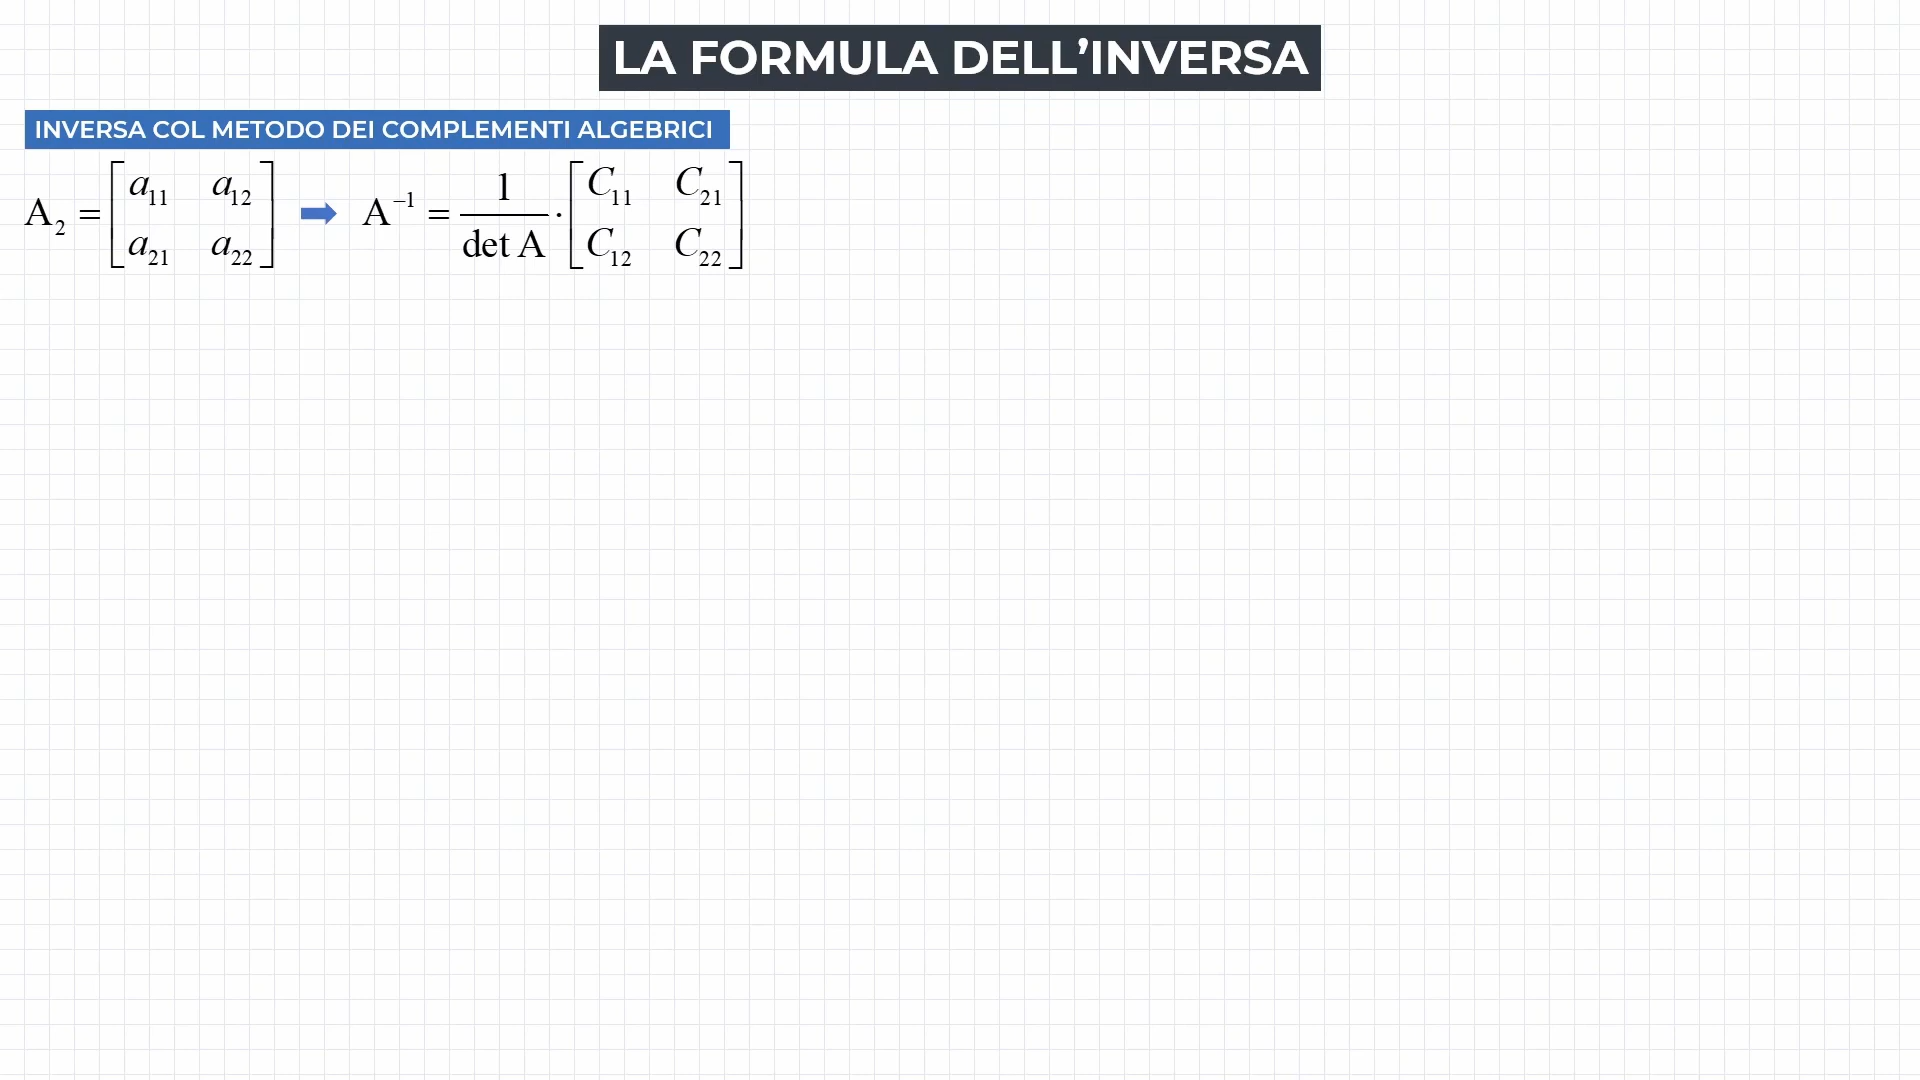 LA FORMULA DELL’INVERSA
INVERSA COL METODO DEI COMPLEMENTI ALGEBRICI
A₂ = [a₁₁ a₁₂; a₂₁ a₂₂] ➡ A⁻¹ = 1/det A · [C₁₁ C₂₁; C₁₂ C₂₂]